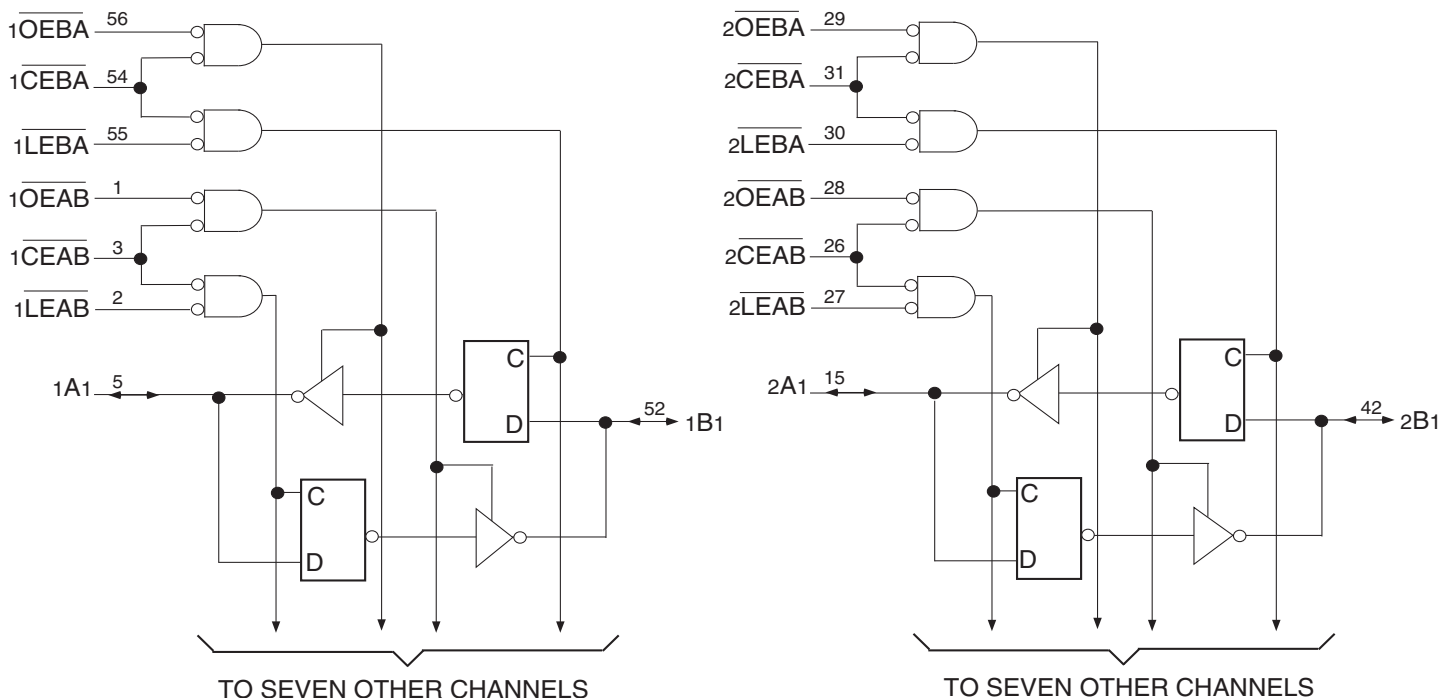 1OEBA 56
1CEBA 54
1LEBA 55
1OEAB 1
1CEAB 3
1LEAB 2
C
1A1 5
D
52 1B1
C
D
TO SEVEN OTHER CHANNELS
2OEBA 29
2CEBA 31
2LEBA 30
2OEAB 28
2CEAB 26
2LEAB 27
C
2A1 15
D
42 2B1
C
D
TO SEVEN OTHER CHANNELS